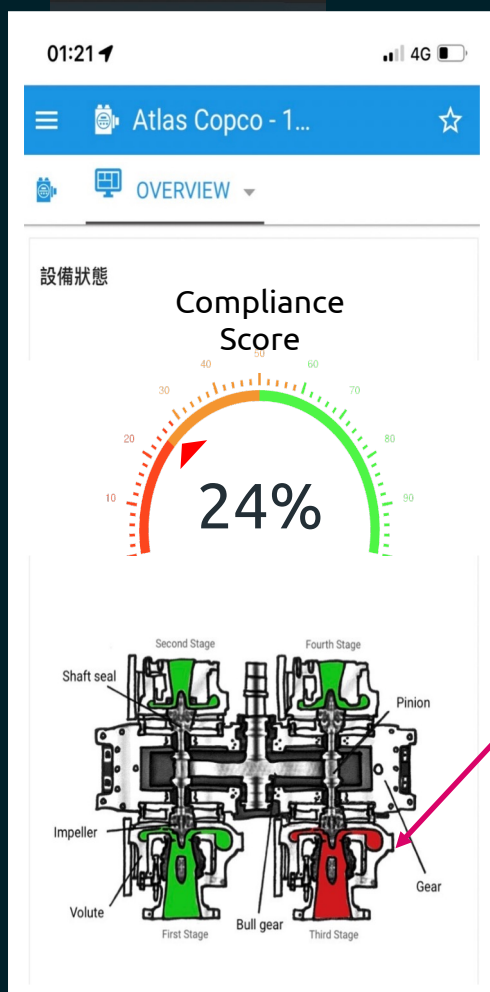 01:21
4G
Atlas Copco - 1...
OVERVIEW
設備狀態
Compliance
Score
10
20
30
40
50
60
70
80
90
24%
Second Stage
Fourth Stage
Shaft seal
Pinion
Impeller
Gear
Volute
Bull gear
First Stage
Third Stage